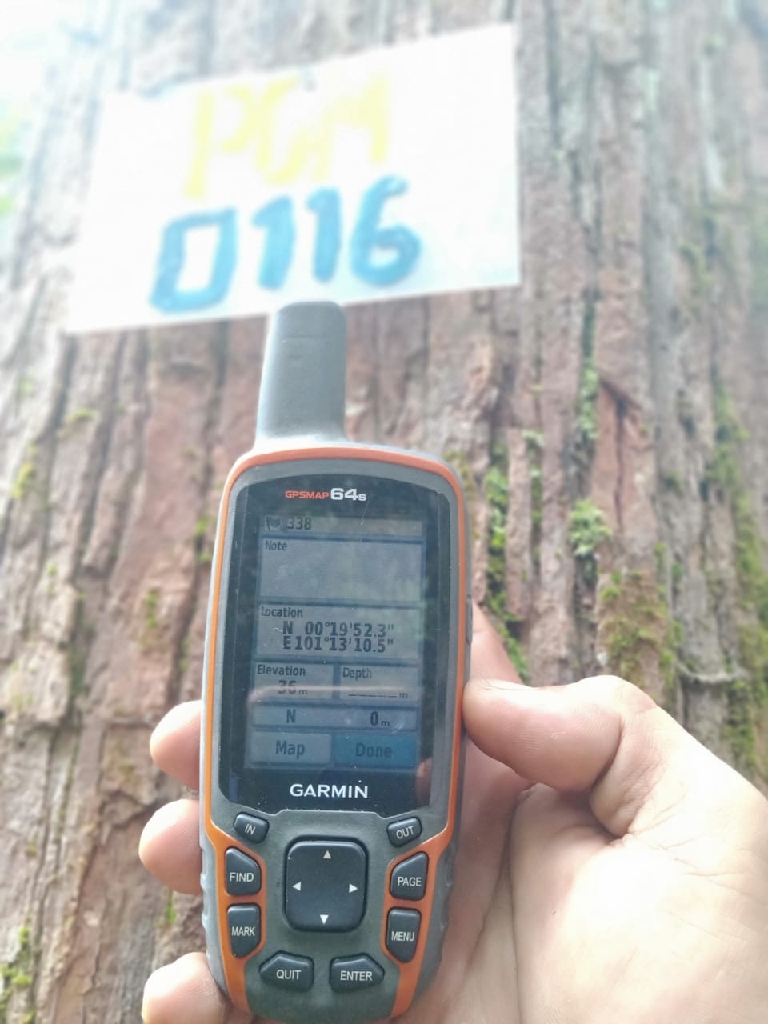 PGM
0116
GPSMAP 64s
338
Note
Location
N 00°19'52.3"
E101°13'10.5"
Elevation Depth
36m m
N 0m
Map Done
GARMIN
IN OUT
FIND PAGE
MARK MENU
QUIT ENTER